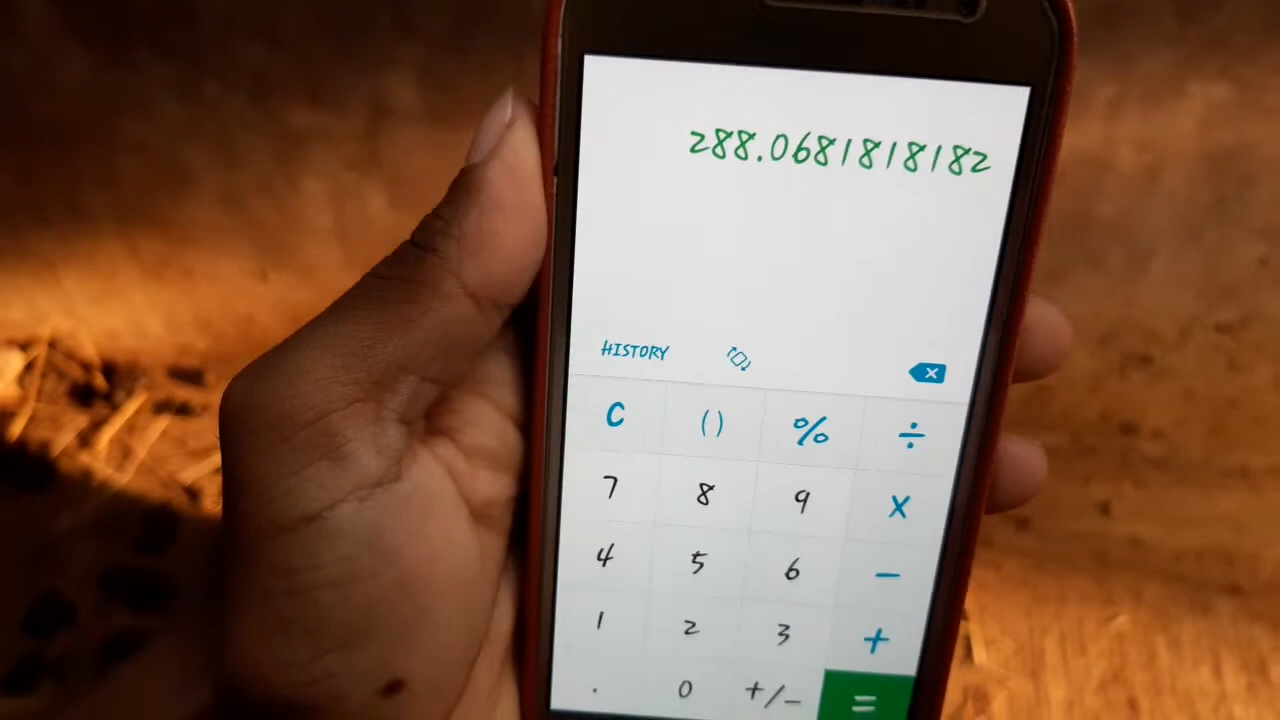 288.0681818182
HISTORY
C () % ÷
7 8 9 ×
4 5 6 −
1 2 3 +
. 0 +/− =